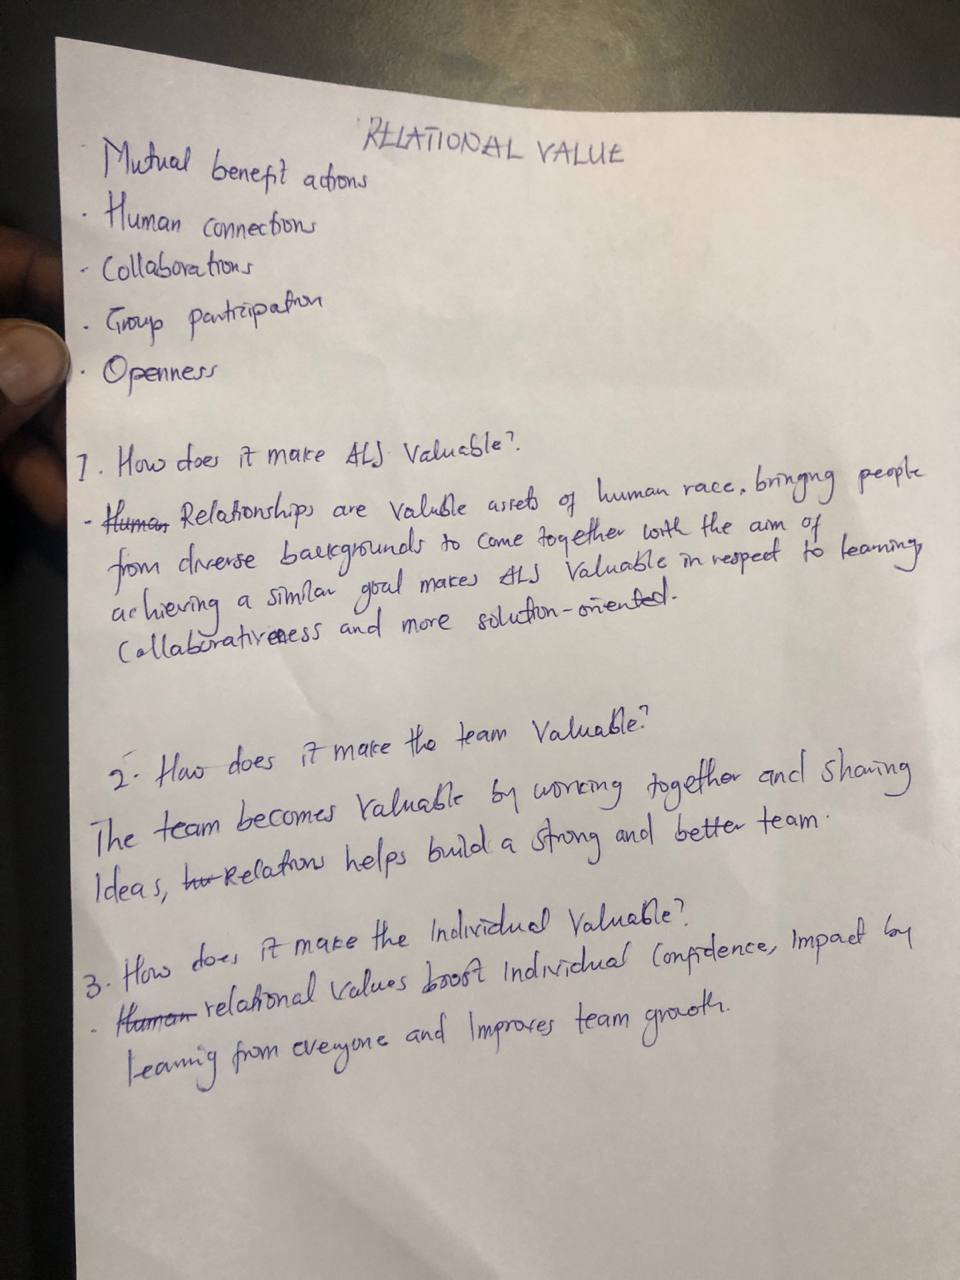 RELATIONAL VALUE
Mutual benefit actions
· Human connections
· Collaborations
· Group participation
· Openness
1. How does it make ALJ Valuable?
- Human Relationships are valuble assets of human race, bringng people
from diverse backgrounds to come together with the aim of
achieving a similar goal makes ALJ Valuable in respect to learning,
Collaborativeness and more solution-oriented.
2. How does it make the team Valuable?
The team becomes Valuable by working together and sharing
Ideas, hu Relations helps build a strong and better team.
3. How does it make the Individual Valuable?
· Human relational values boost Individual Confidence, Impact by
learning from everyone and Improves team growth.